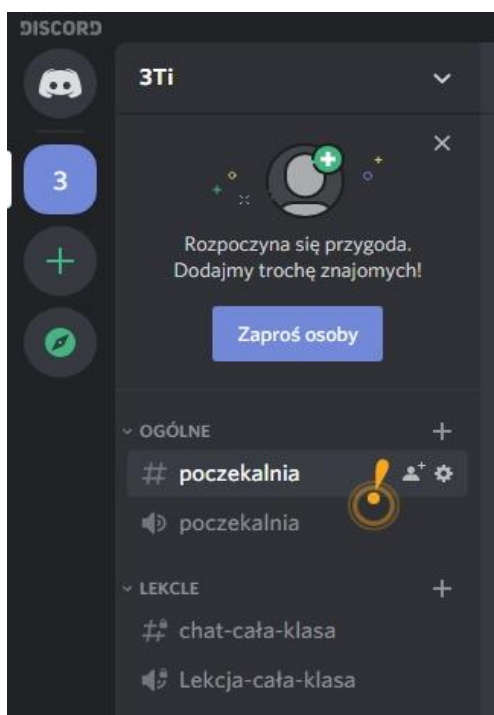 DISCORD
3Ti
3
Rozpoczyna się przygoda.
Dodajmy trochę znajomych!
Zaproś osoby
OGÓLNE
poczekalnia
poczekalnia
LEKCLE
chat-cała-klasa
Lekcja-cała-klasa